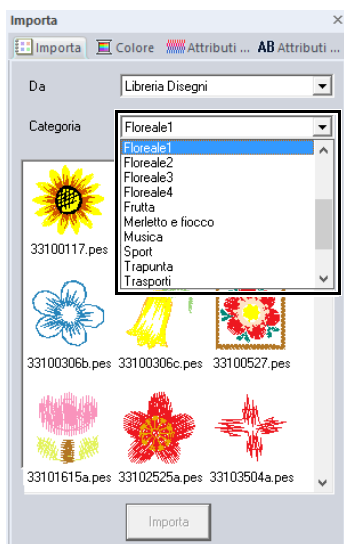 Importa
Importa Colore Attributi ... AB Attributi ...
Da Libreria Disegni
Categoria Floreale1
Floreale1
Floreale2
Floreale3
Floreale4
Frutta
Merletto e fiocco
Musica
Sport
Trapunta
Trasporti
33100117.pes
33100306b.pes 33100306c.pes 33100527.pes
33101615a.pes 33102525a.pes 33103504a.pes
Importa